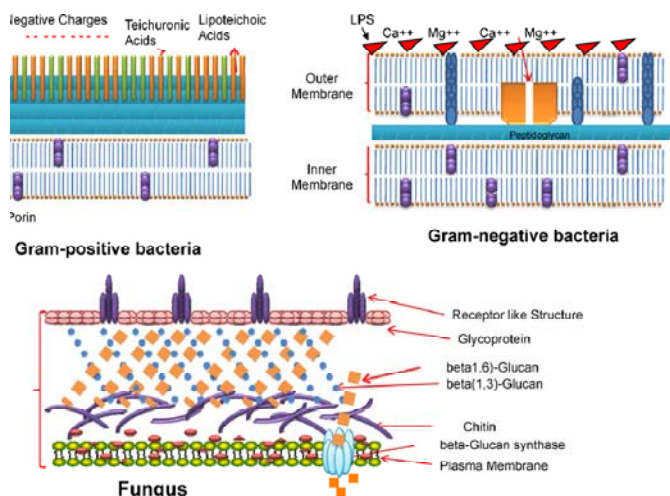 Negative Charges
Teichuronic
Acids
Lipoteichoic
Acids
Porin
Gram-positive bacteria
LPS
Ca++ Mg++ Ca++ Mg++
Outer
Membrane
Peptidoglycan
Inner
Membrane
Gram-negative bacteria
Receptor like Structure
Glycoprotein
beta1.6)-Glucan
beta(1,3)-Glucan
Chitin
beta-Glucan synthase
Plasma Membrane
Fungus